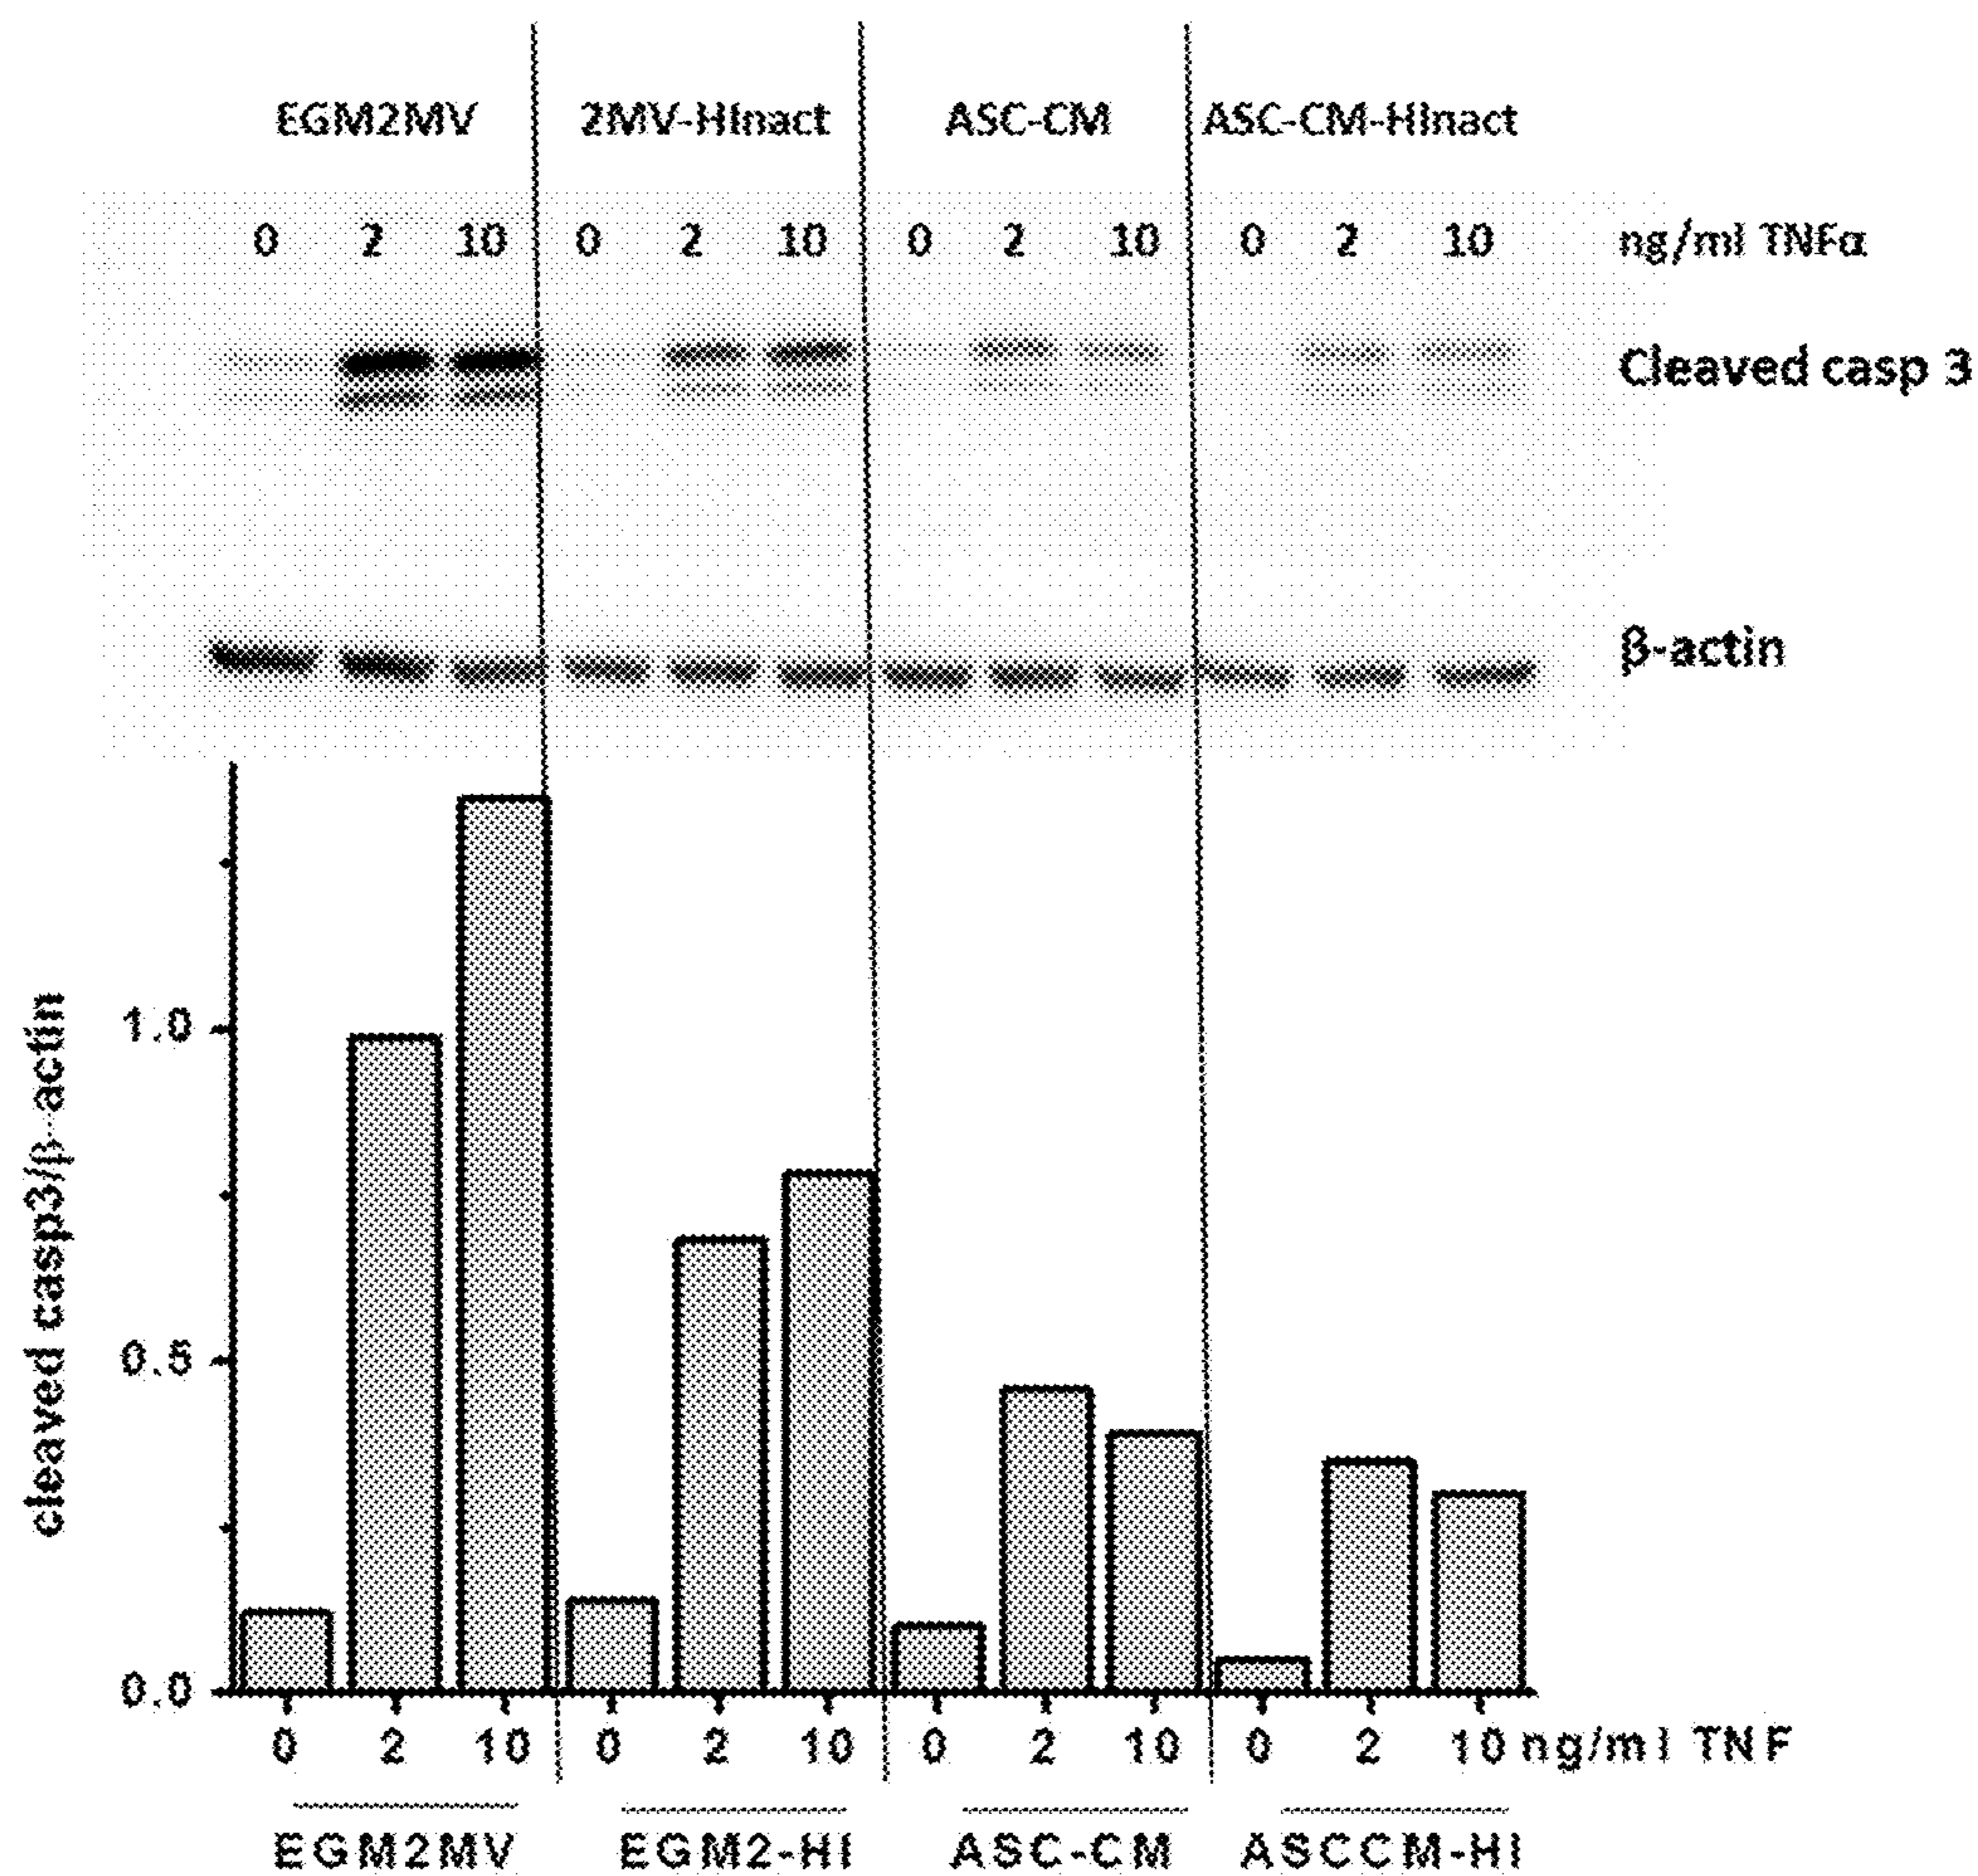 EGM2MV 2MV-HInact ASC-CM ASC-CM-HInact
0 2 10 0 2 10 0 2 10 0 2 10 ng/ml TNFα
Cleaved casp 3
β-actin
cleaved casp3/β-actin
1.0
0.5
0.0
0 2 10 0 2 10 0 2 10 0 2 10 ng/ml TNF
EGM2MV EGM2-HI ASC-CM ASCCM-HI